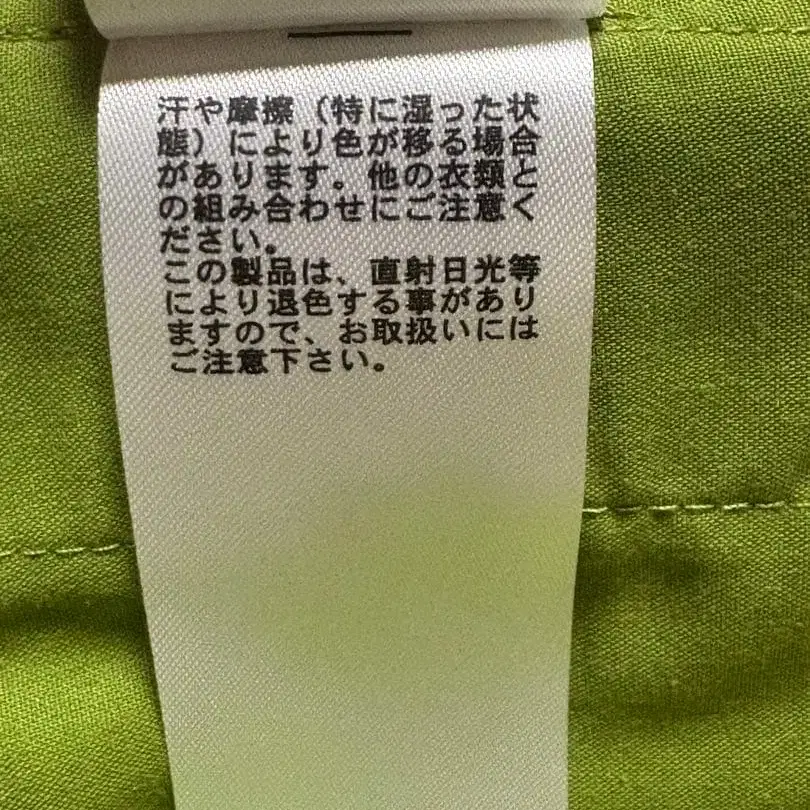 汗や摩擦（特に湿った状
態）により色が移る場合
があります。他の衣類と
の組み合わせにご注意く
ださい。
この製品は、直射日光等
により退色する事があり
ますので、お取扱いには
ご注意下さい。